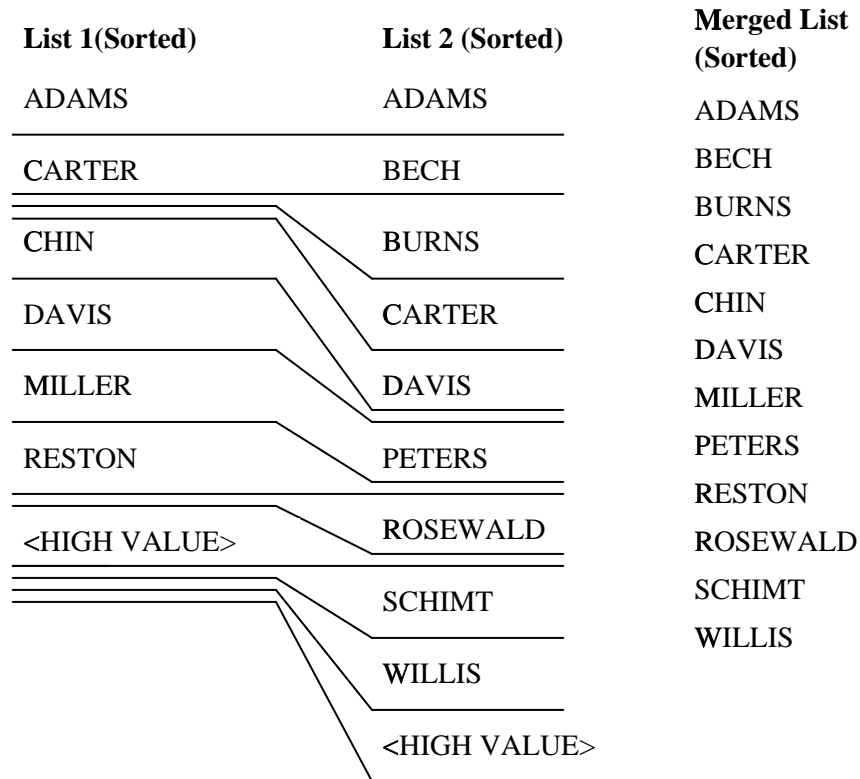 List 1(Sorted)
ADAMS
CARTER
CHIN
DAVIS
MILLER
RESTON
<HIGH VALUE>
List 2 (Sorted)
ADAMS
BECH
BURNS
CARTER
DAVIS
PETERS
ROSEWALD
SCHIMT
WILLIS
<HIGH VALUE>
Merged List
(Sorted)
ADAMS
BECH
BURNS
CARTER
CHIN
DAVIS
MILLER
PETERS
RESTON
ROSEWALD
SCHIMT
WILLIS